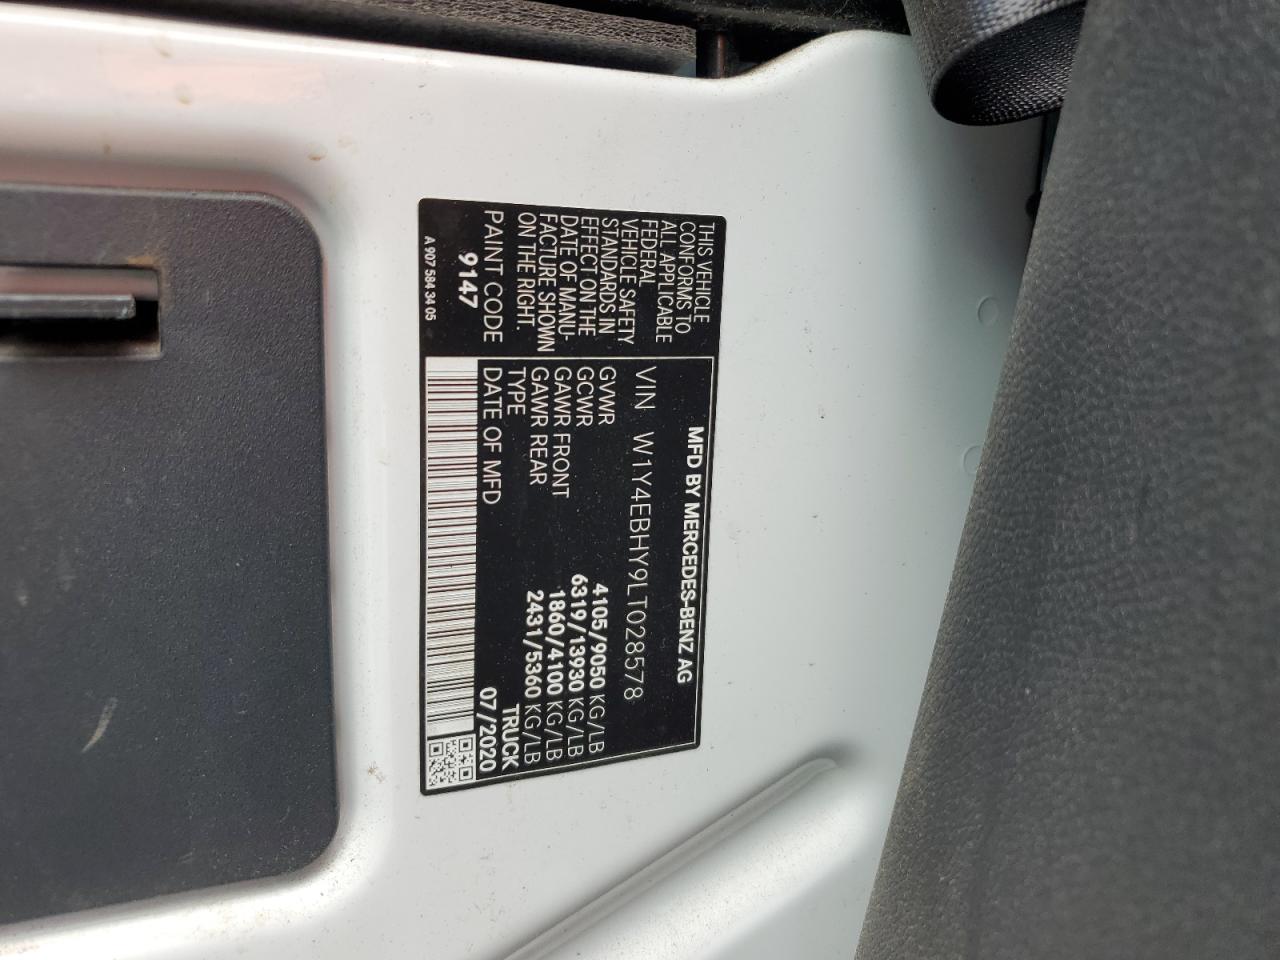 MFD BY MERCEDES-BENZ AG
VIN W1Y4EBHY9LT028578
GVWR 4105/9050 KG/LB
GCWR 6319/13930 KG/LB
GAWR FRONT 1860/4100 KG/LB
GAWR REAR 2431/5360 KG/LB
TYPE TRUCK
DATE OF MFD 07/2020
THIS VEHICLE
CONFORMS TO
ALL APPLICABLE
FEDERAL
VEHICLE SAFETY
STANDARDS IN
EFFECT ON THE
DATE OF MANU-
FACTURE SHOWN
ON THE RIGHT.
PAINT CODE
9147
A 907 584 34 05